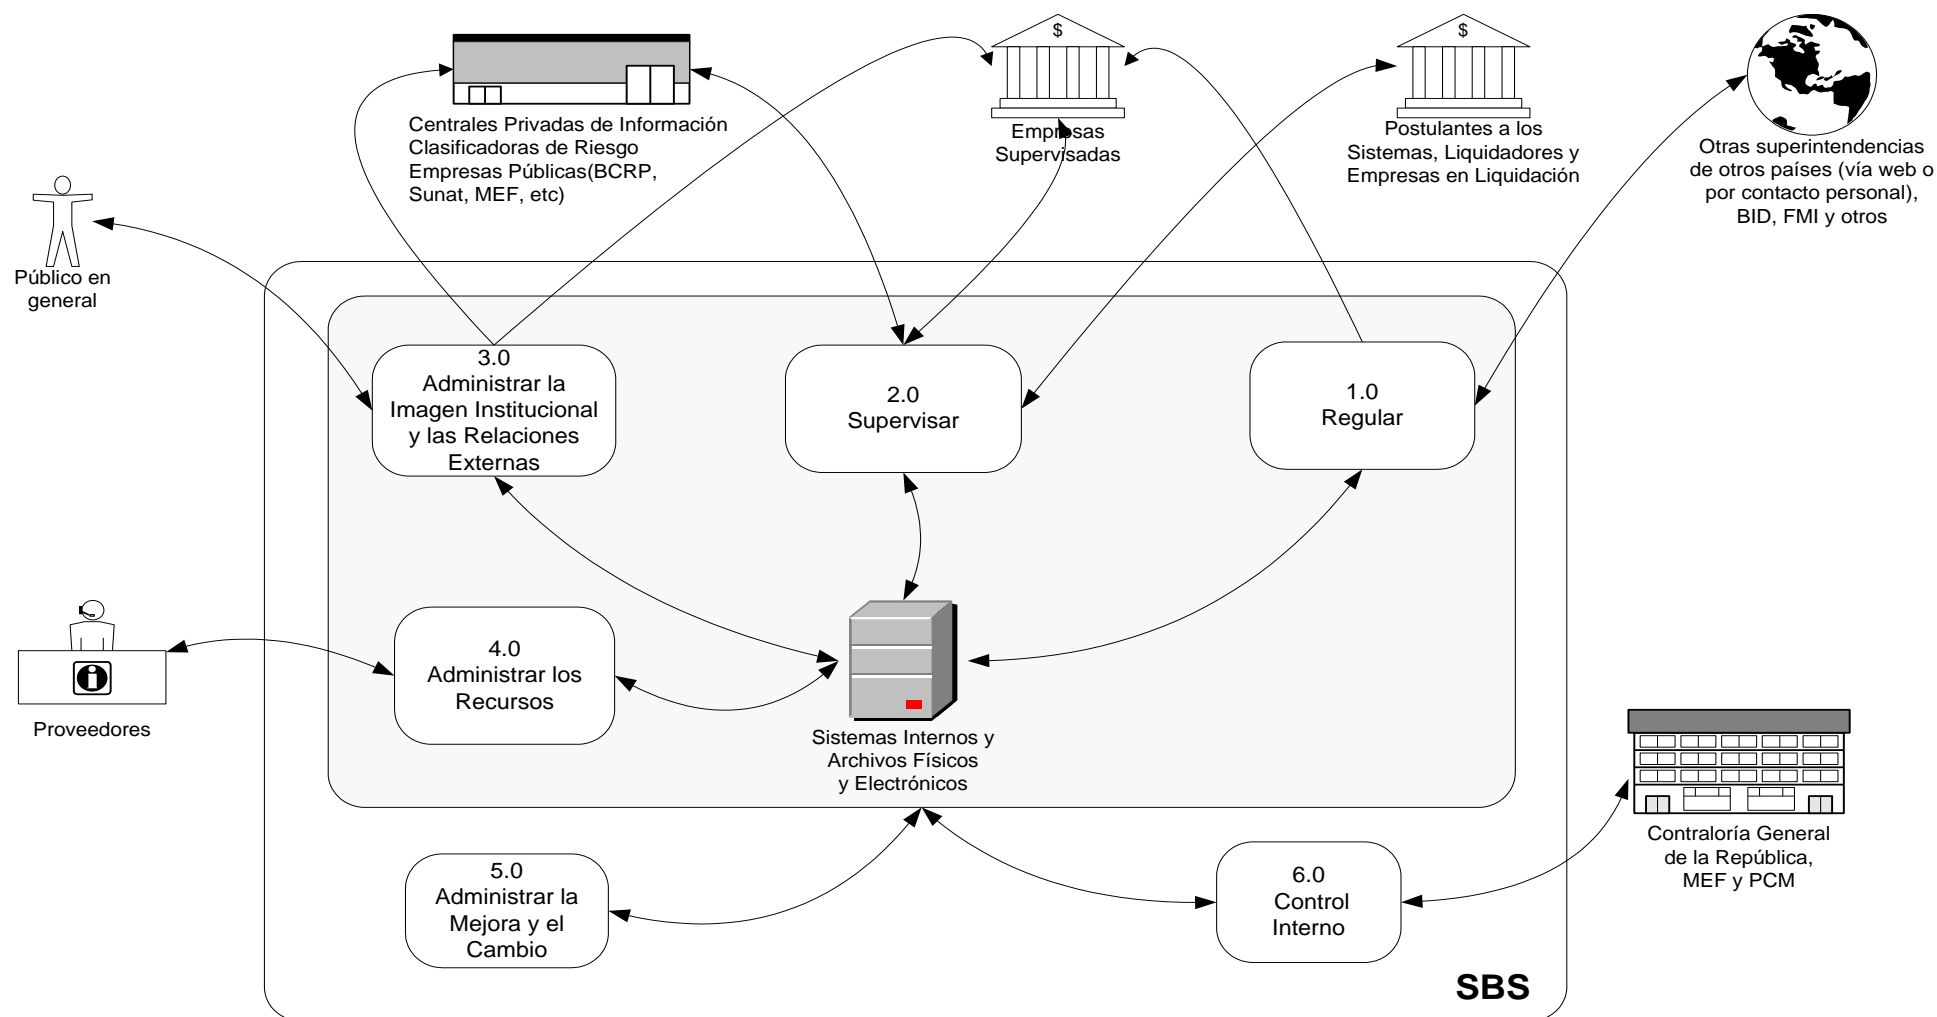 $
$
Centrales Privadas de Información
Clasificadoras de Riesgo
Empresas Públicas(BCRP,
Sunat, MEF, etc)
Empresas
Supervisadas
Postulantes a los
Sistemas, Liquidadores y
Empresas en Liquidación
Otras superintendencias
de otros países (vía web o
por contacto personal),
BID, FMI y otros
Público en
general
3.0
Administrar la
Imagen Institucional
y las Relaciones
Externas
2.0
Supervisar
1.0
Regular
4.0
Administrar los
Recursos
Proveedores
Sistemas Internos y
Archivos Físicos
y Electrónicos
Contraloría General
de la República,
MEF y PCM
5.0
Administrar la
Mejora y el
Cambio
6.0
Control
Interno
SBS